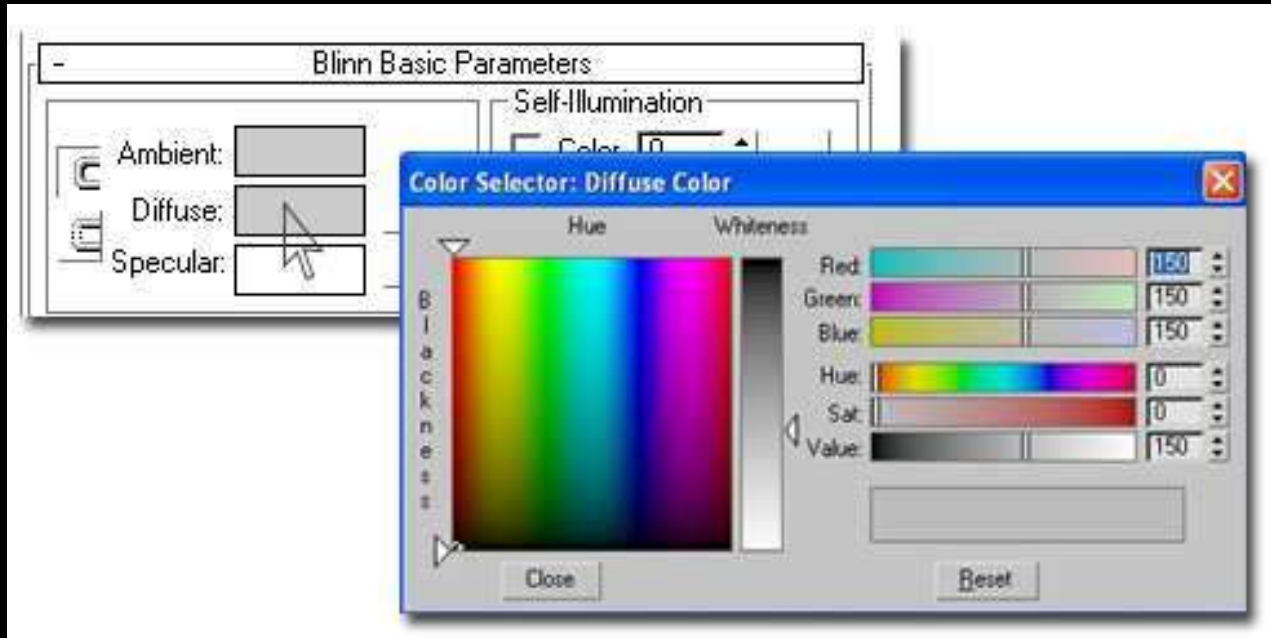 - Blinn Basic Parameters
Self-Illumination
Color 0
Ambient:
Diffuse:
Specular:
Color Selector: Diffuse Color
Hue Whiteness
Blackness
Red: 150
Green: 150
Blue: 150
Hue: 0
Sat: 0
Value: 150
Close
Reset